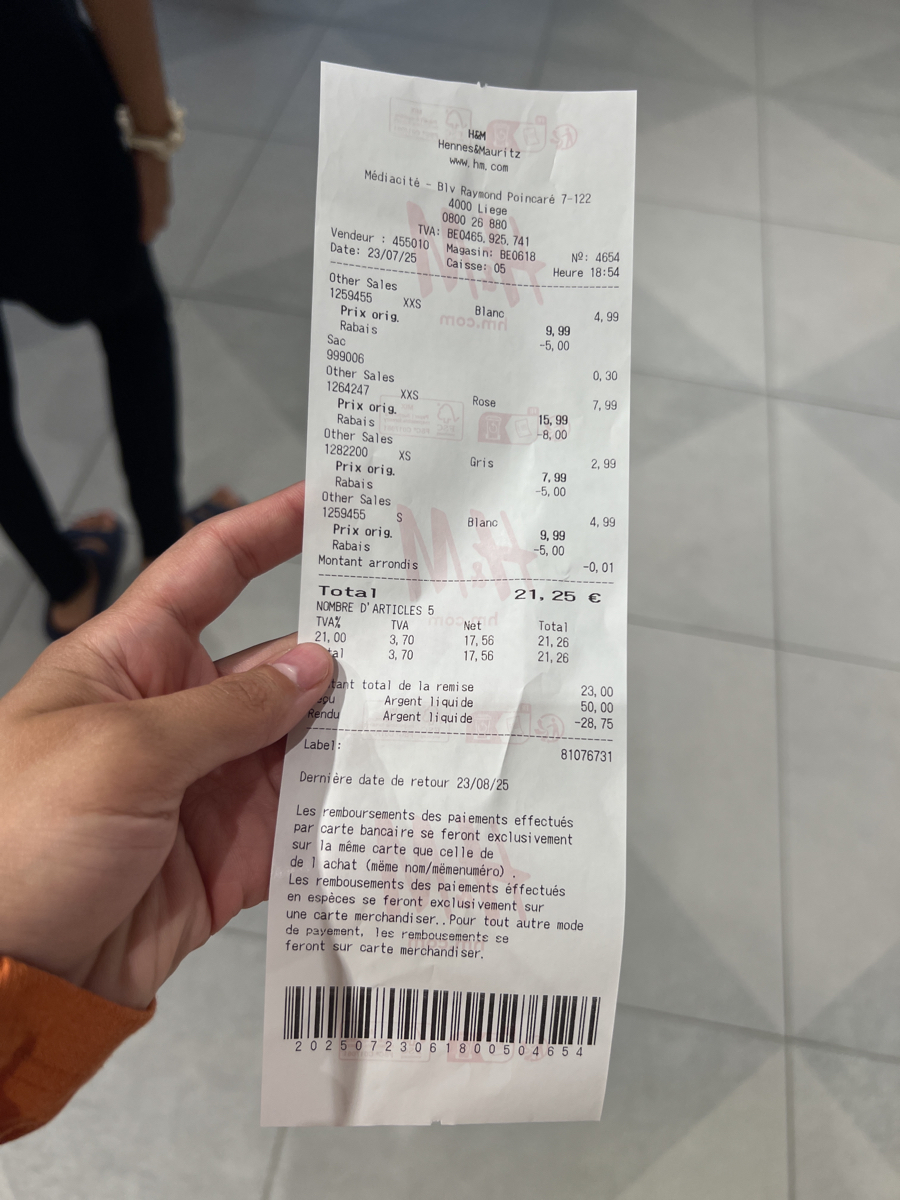 H&M
Hennes&Mauritz
www.hm.com
Médiacité - Blv Raymond Poincaré 7-122
4000 Liege
0800 26 880
TVA: BE0465.925.741
Vendeur : 455010 Magasin: BE0618 Nº: 4654
Date: 23/07/25 Caisse: 05 Heure 18:54
Other Sales
1259455 XXS Blanc 4,99
Prix orig. 9,99
Rabais -5,00
Sac
999006 0,30
Other Sales
1264247 XXS Rose 7,99
Prix orig. 15,99
Rabais -8,00
Other Sales
1282200 XS Gris 2,99
Prix orig. 7,99
Rabais -5,00
Other Sales
1259455 S Blanc 4,99
Prix orig. 9,99
Rabais -5,00
Montant arrondis -0,01
Total 21,25 €
NOMBRE D'ARTICLES 5
TVA% TVA Net Total
21,00 3,70 17,56 21,26
tal 3,70 17,56 21,26
tant total de la remise 23,00
Argent liquide 50,00
Rendu Argent liquide -28,75
Label: 81076731
Dernière date de retour 23/08/25
Les remboursements des paiements effectués
par carte bancaire se feront exclusivement
sur la même carte que celle de
de l achat (même nom/mëmenuméro) .
Les rembousements des paiements éffectués
en espèces se feront exclusivement sur
une carte merchandiser..Pour tout autre mode
de payement, les rembousements se
feront sur carte merchandiser.
20250723061800504654